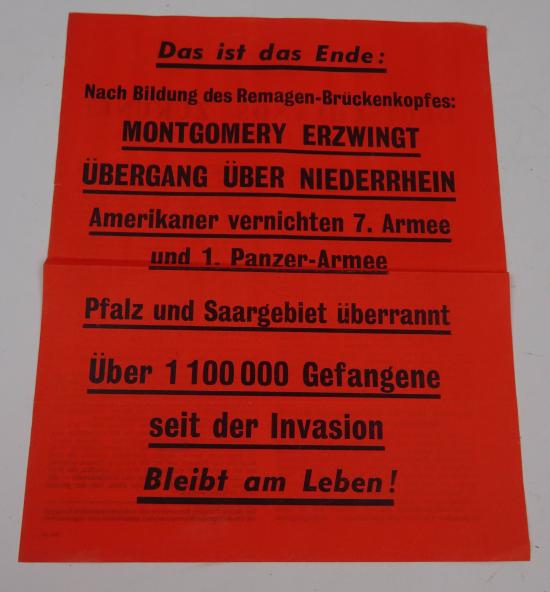 Das ist das Ende:
Nach Bildung des Remagen-Brückenkopfes:
MONTGOMERY ERZWINGT
ÜBERGANG ÜBER NIEDERRHEIN
Amerikaner vernichten 7. Armee
und 1. Panzer-Armee
Pfalz und Saargebiet überrannt
Über 1 100 000 Gefangene
seit der Invasion
Bleibt am Leben!